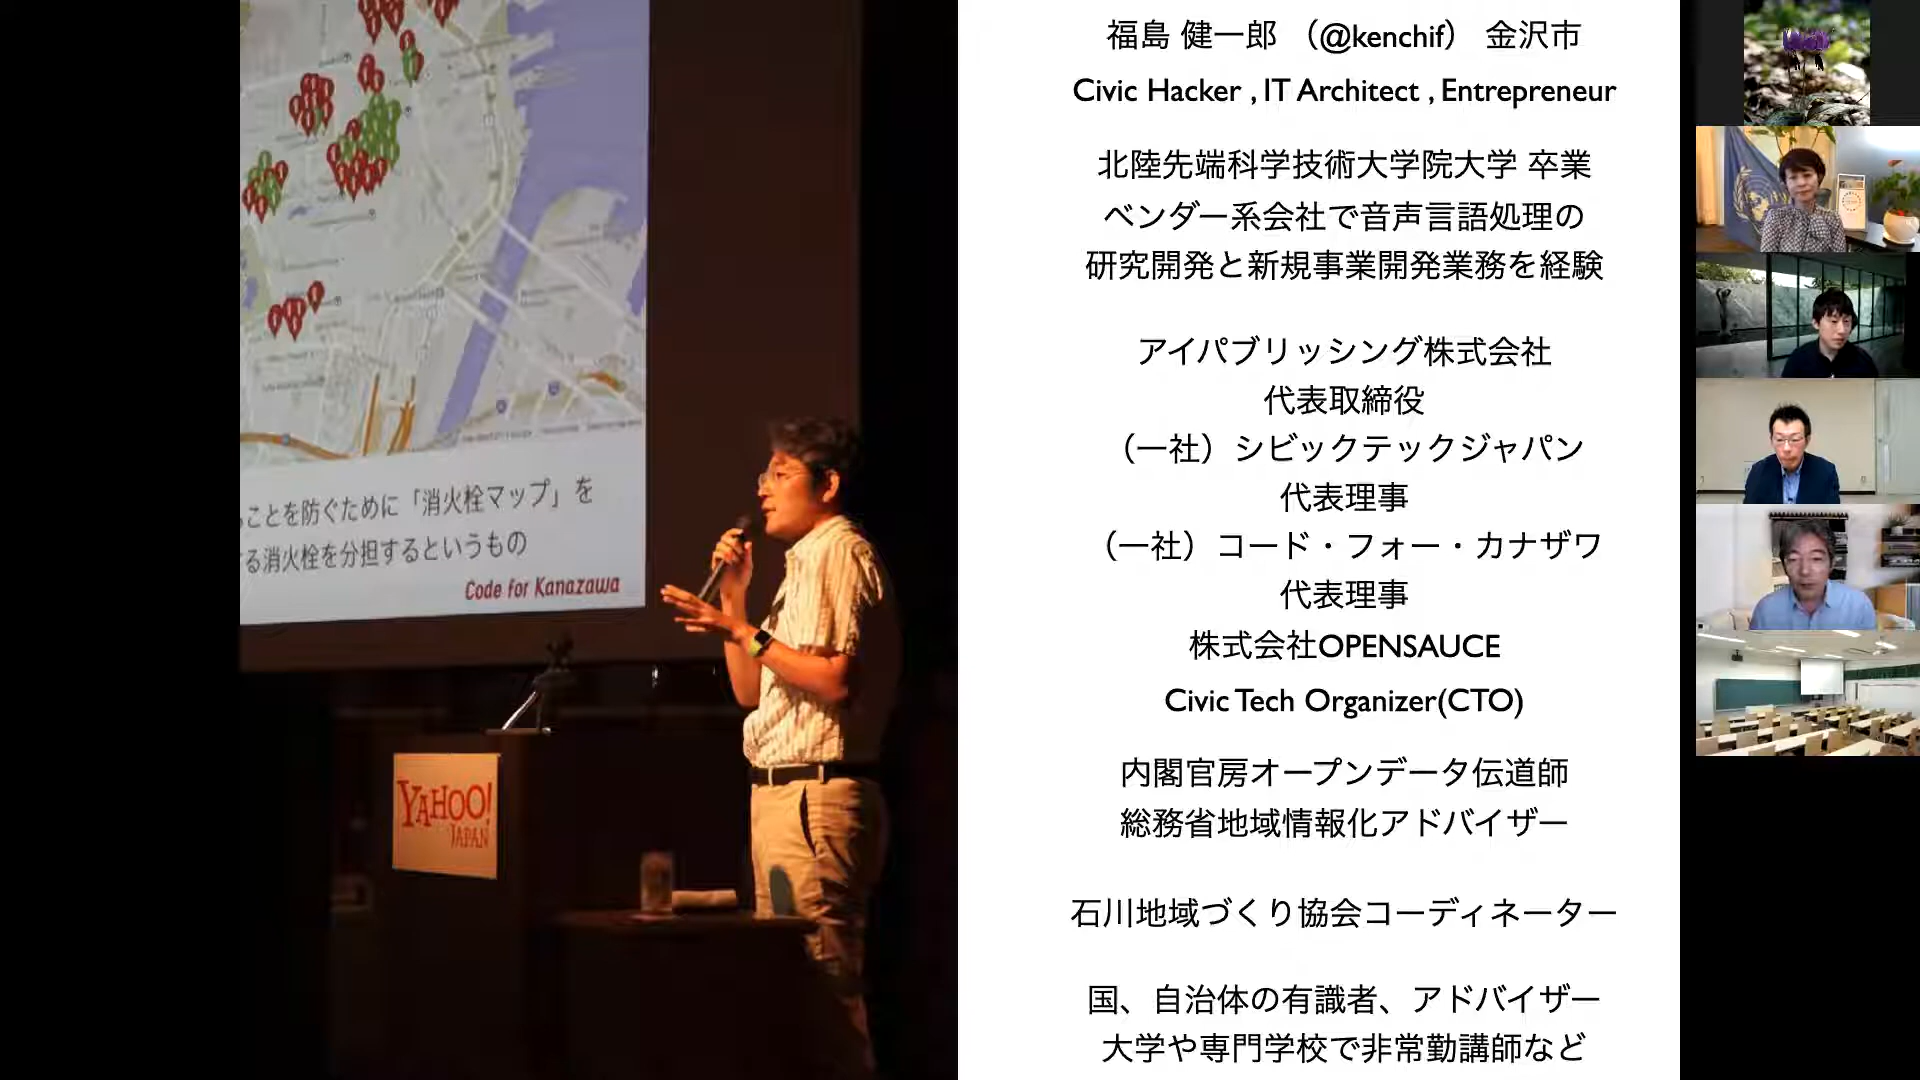 ことを防ぐために「消火栓マップ」を
る消火栓を分担するというもの
Code for Kanazawa
YAHOO!
JAPAN
福島 健一郎 （@kenchif） 金沢市
Civic Hacker , IT Architect , Entrepreneur
北陸先端科学技術大学院大学 卒業
ベンダー系会社で音声言語処理の
研究開発と新規事業開発業務を経験
アイパブリッシング株式会社
代表取締役
（一社）シビックテックジャパン
代表理事
（一社）コード・フォー・カナザワ
代表理事
株式会社OPENSAUCE
Civic Tech Organizer(CTO)
内閣官房オープンデータ伝道師
総務省地域情報化アドバイザー
石川地域づくり協会コーディネーター
国、自治体の有識者、アドバイザー
大学や専門学校で非常勤講師など